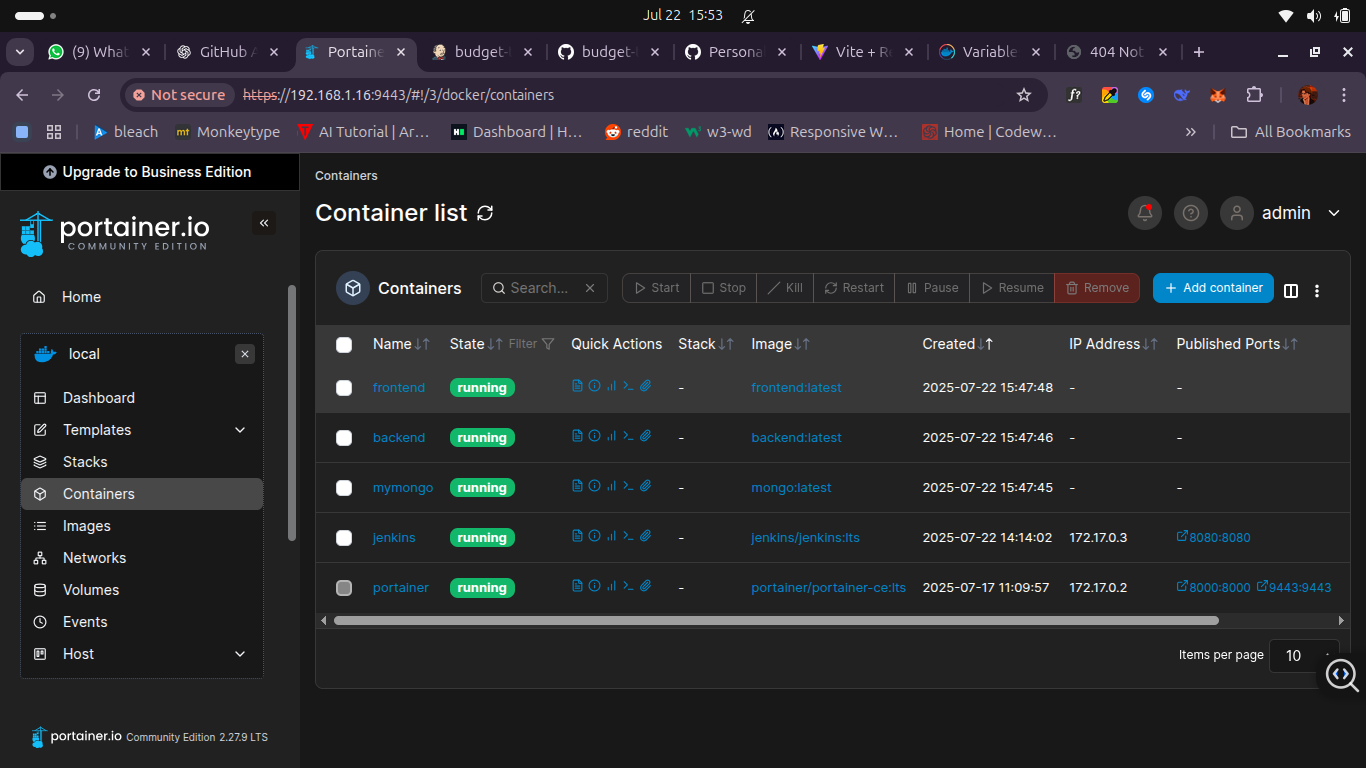 Jul 22 15:53
(9) What
GitHub A
Portaine
budget-
budget-
Persona
Vite + R
Variable
404 Not
Not secure https://192.168.1.16:9443/#!/3/docker/containers
bleach
mt Monkeytype
AI Tutorial | Ar...
Dashboard | H...
reddit
w3-wd
Responsive W...
Home | Codew...
» All Bookmarks
Upgrade to Business Edition
portainer.io
COMMUNITY EDITION
Home
local
Dashboard
Templates
Stacks
Containers
Images
Networks
Volumes
Events
Host
portainer.io Community Edition 2.27.9 LTS
Containers
Container list
admin
Containers Search... Start Stop Kill Restart Pause Resume Remove + Add container
Name State Filter Quick Actions Stack Image Created IP Address Published Ports
frontend running - frontend:latest 2025-07-22 15:47:48 - -
backend running - backend:latest 2025-07-22 15:47:46 - -
mymongo running - mongo:latest 2025-07-22 15:47:45 - -
jenkins running - jenkins/jenkins:lts 2025-07-22 14:14:02 172.17.0.3 8080:8080
portainer running - portainer/portainer-ce:lts 2025-07-17 11:09:57 172.17.0.2 8000:8000 9443:9443
Items per page 10